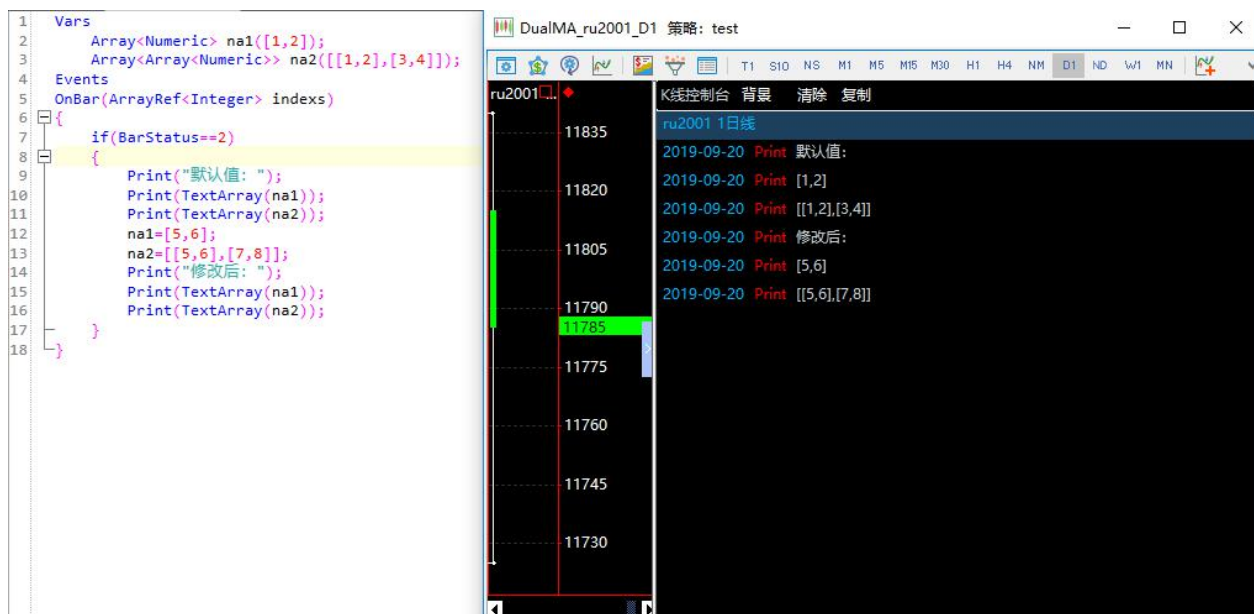 1 Vars
2 Array<Numeric> na1([1,2]);
3 Array<Array<Numeric>> na2([[1,2],[3,4]]);
4 Events
5 OnBar(ArrayRef<Integer> indexs)
6 {
7 if(BarStatus==2)
8 {
9 Print("默认值: ");
10 Print(TextArray(na1));
11 Print(TextArray(na2));
12 na1=[5,6];
13 na2=[[5,6],[7,8]];
14 Print("修改后: ");
15 Print(TextArray(na1));
16 Print(TextArray(na2));
17 }
18 }
DualMA_ru2001_D1 策略: test
T1 S10 NS M1 M5 M15 M30 H1 H4 NM D1 ND W1 MN
ru2001...
11835
11820
11805
11790
11785
11775
11760
11745
11730
K线控制台 背景 清除 复制
ru2001 1日线
2019-09-20 Print 默认值:
2019-09-20 Print [1,2]
2019-09-20 Print [[1,2],[3,4]]
2019-09-20 Print 修改后:
2019-09-20 Print [5,6]
2019-09-20 Print [[5,6],[7,8]]